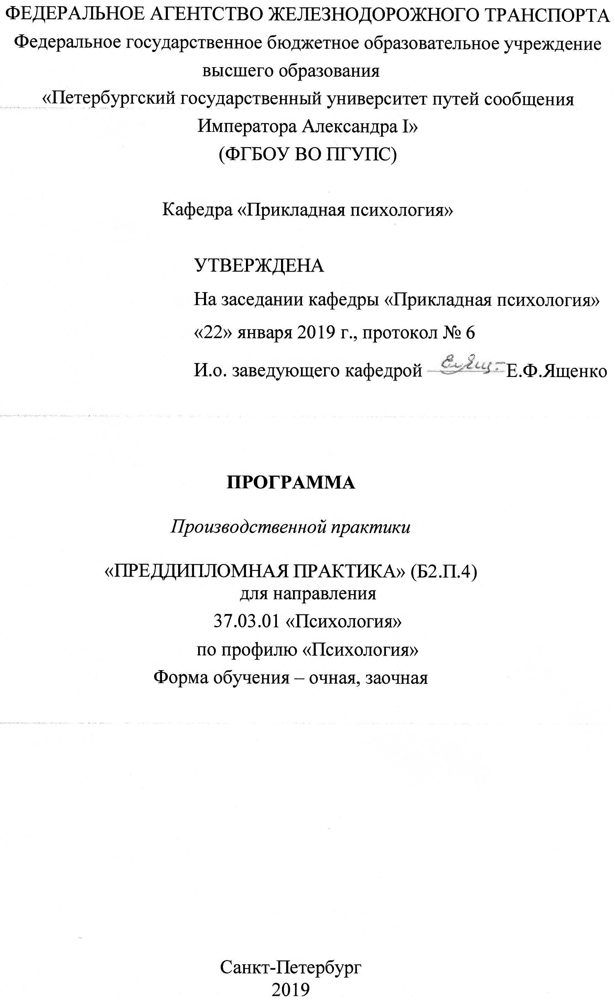 ФЕДЕРАЛЬНОЕ АГЕНТСТВО ЖЕЛЕЗНОДОРОЖНОГО ТРАНСПОРТА
Федеральное государственное бюджетное образовательное учреждение
высшего образования
«Петербургский государственный университет путей сообщения
Императора Александра I»
(ФГБОУ ВО ПГУПС)
Кафедра «Прикладная психология»
УТВЕРЖДЕНА
На заседании кафедры «Прикладная психология»
«22» января 2019 г., протокол № 6
И.о. заведующего кафедрой Е.Ф.Ященко
ПРОГРАММА
Производственной практики
«ПРЕДДИПЛОМНАЯ ПРАКТИКА» (Б2.П.4)
для направления
37.03.01 «Психология»
по профилю «Психология»
Форма обучения – очная, заочная
Санкт-Петербург
2019